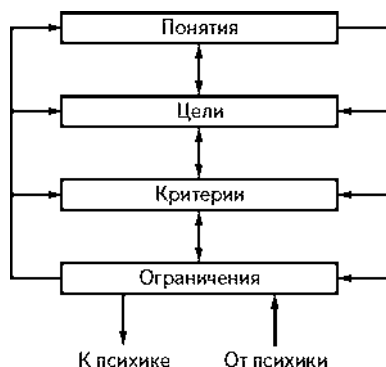 Понятия
Цели
Критерии
Ограничения
К психике От психики